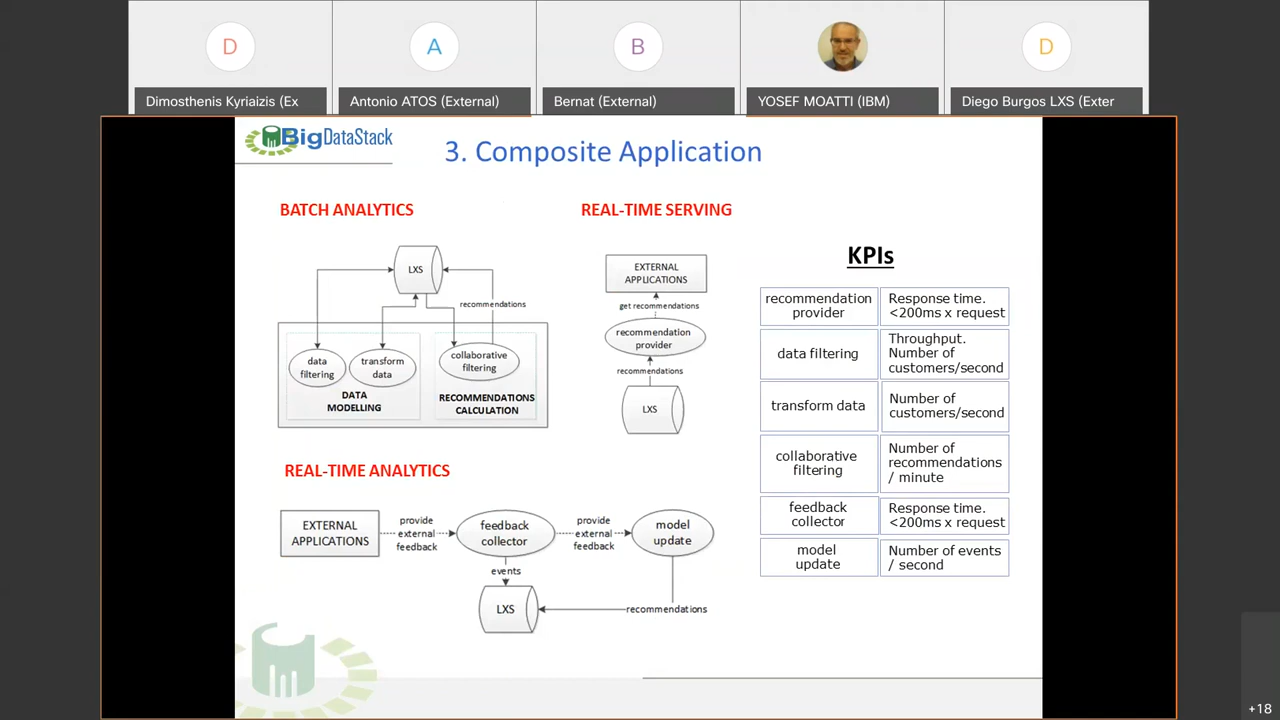 D
A
B
D
Dimosthenis Kyriaizis (Ex
Antonio ATOS (External)
Bernat (External)
YOSEF MOATTI (IBM)
Diego Burgos LXS (Exter
BigDataStack
3. Composite Application
BATCH ANALYTICS
LXS
recommendations
data
filtering
transform
data
collaborative
filtering
DATA
MODELLING
RECOMMENDATIONS
CALCULATION
REAL-TIME SERVING
EXTERNAL
APPLICATIONS
get recommendations
recommendation
provider
recommendations
LXS
KPIs
recommendation
provider
Response time.
<200ms x request
data filtering
Throughput.
Number of
customers/second
transform data
Number of
customers/second
collaborative
filtering
Number of
recommendations
/ minute
feedback
collector
Response time.
<200ms x request
model
update
Number of events
/ second
REAL-TIME ANALYTICS
EXTERNAL
APPLICATIONS
provide
external
feedback
feedback
collector
provide
external
feedback
model
update
events
LXS
recommendations
+18